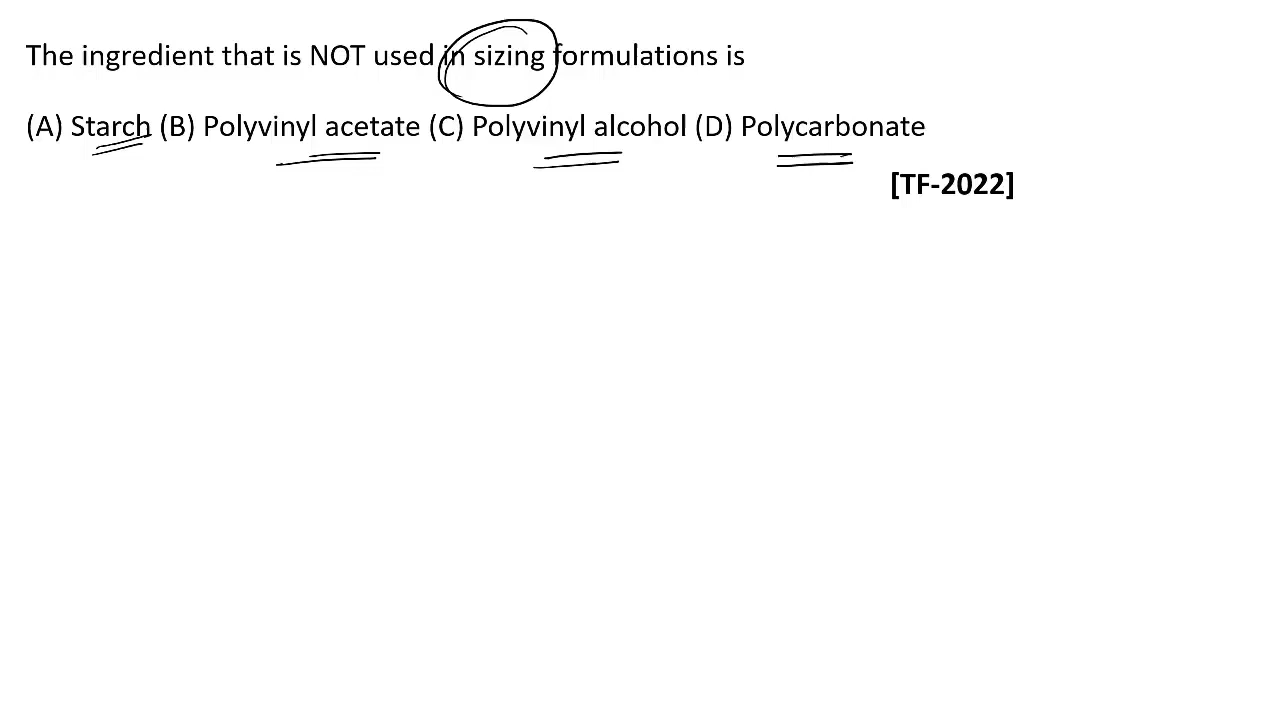 The ingredient that is NOT used in sizing formulations is
(A) Starch (B) Polyvinyl acetate (C) Polyvinyl alcohol (D) Polycarbonate
[TF-2022]